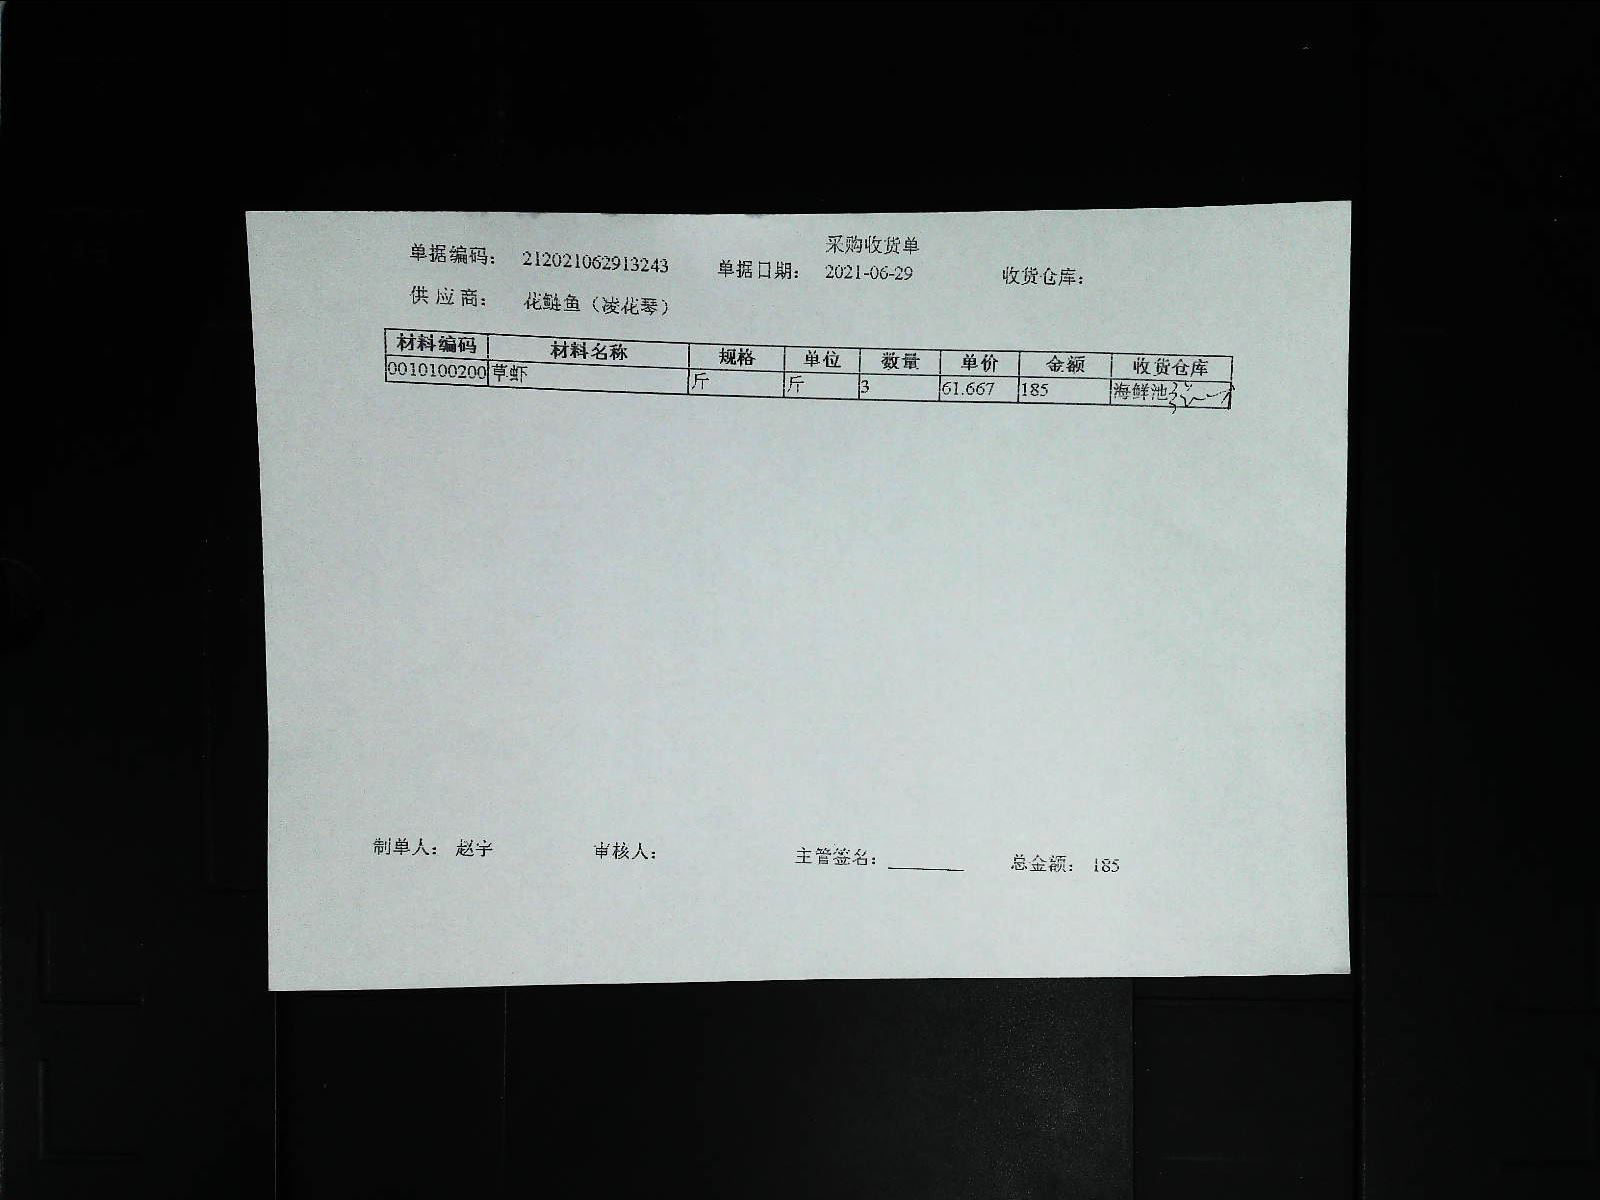 采购收货单
单据编码： 212021062913243 单据日期： 2021-06-29 收货仓库：
供应商： 花鲢鱼（凌花琴）
材料编码 材料名称 规格 单位 数量 单价 金额 收货仓库
0010100200 草虾 斤 斤 3 61.667 185 海鲜池
制单人： 赵宇 审核人： 主管签名： 总金额： 185